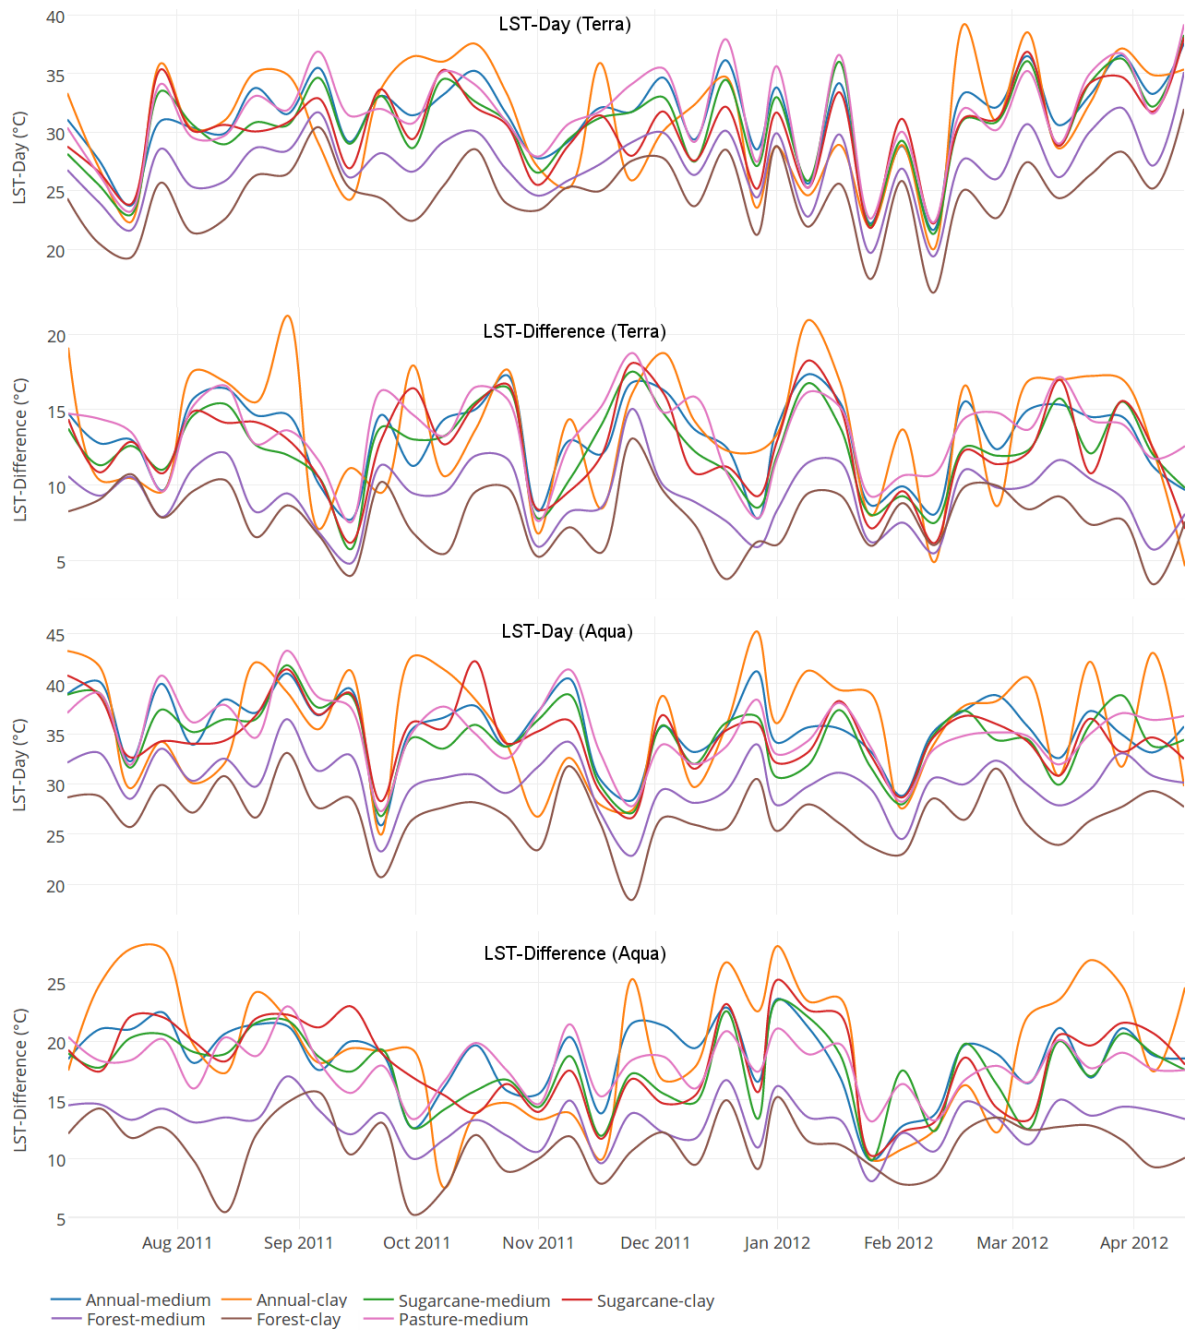 LST-Day (Terra)
LST-Day (°C)
40
35
30
25
20
LST-Difference (Terra)
LST-Difference (°C)
20
15
10
5
LST-Day (Aqua)
LST-Day (°C)
45
40
35
30
25
20
LST-Difference (Aqua)
LST-Difference (°C)
25
20
15
10
5
Aug 2011 Sep 2011 Oct 2011 Nov 2011 Dec 2011 Jan 2012 Feb 2012 Mar 2012 Apr 2012
Annual-medium Annual-clay Sugarcane-medium Sugarcane-clay
Forest-medium Forest-clay Pasture-medium